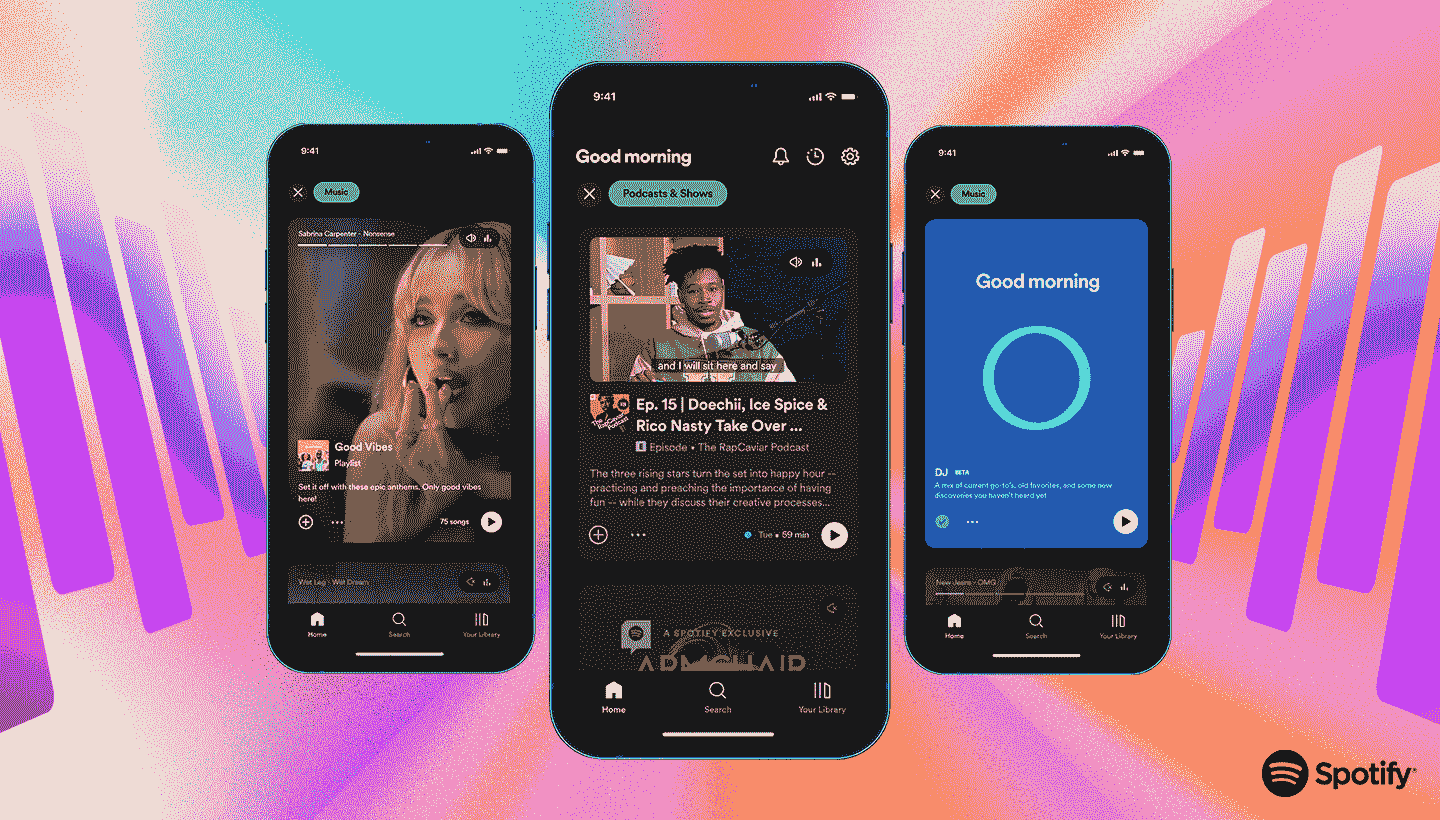 9:41
Music
Sabrina Carpenter - Nonsense
Good Vibes
Playlist
Set it off with these epic anthems. Only good vibes
here!
75 songs
Wet Leg - Wet Dream
Home
Search
Your Library
9:41
Good morning
Podcasts & Shows
and I will sit here and say
The RapCaviar Podcast
Ep. 15 | Doechii, Ice Spice &
Rico Nasty Take Over ...
E Episode • The RapCaviar Podcast
The three rising stars turn the set into happy hour --
practicing and preaching the importance of having
fun -- while they discuss their creative processes...
Tue • 59 min
A SPOTIFY EXCLUSIVE
ARMCHAIR
Home
Search
Your Library
9:41
Music
Good morning
DJ BETA
A mix of current go-to's, old favorites, and some new
discoveries you haven't heard yet
New Jeans - OMG
Home
Search
Your Library
Spotify